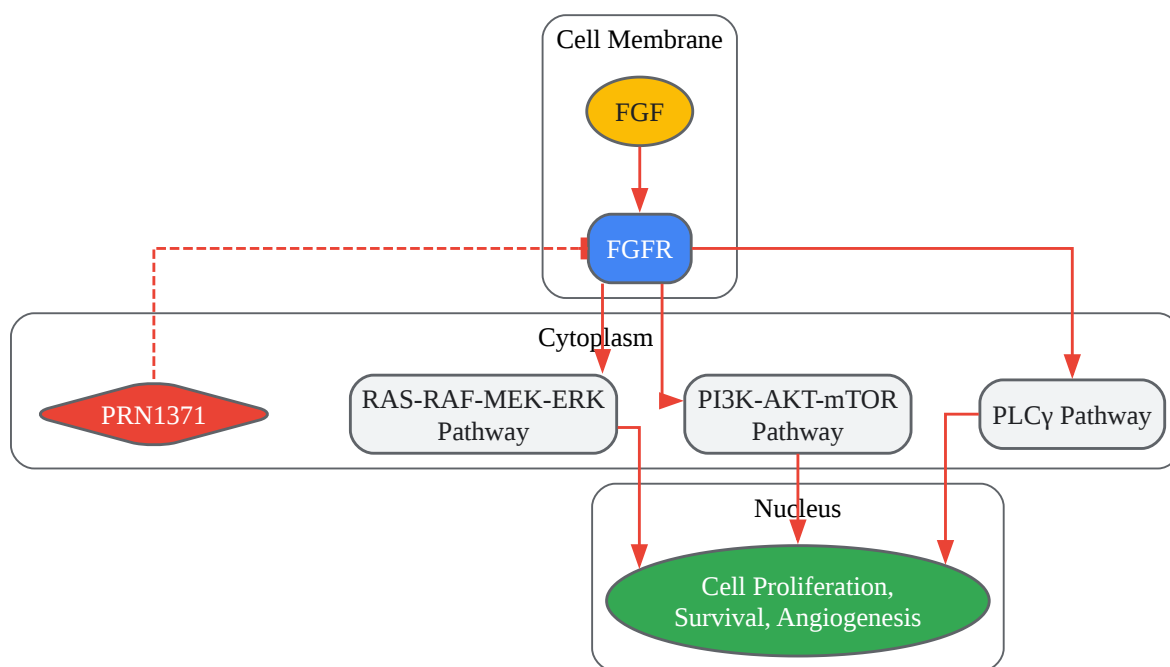 Cell Membrane
FGF
FGFR
Cytoplasm
PRN1371
RAS-RAF-MEK-ERK
Pathway
PI3K-AKT-mTOR
Pathway
PLCγ Pathway
Nucleus
Cell Proliferation,
Survival, Angiogenesis